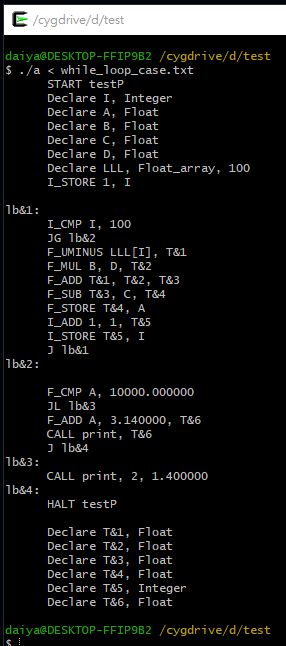 /cygdrive/d/test
daiya@DESKTOP-FFIP9B2 /cygdrive/d/test
$ ./a < while_loop_case.txt
START testP
Declare I, Integer
Declare A, Float
Declare B, Float
Declare C, Float
Declare D, Float
Declare LLL, Float_array, 100
I_STORE 1, I
lb&1:
I_CMP I, 100
JG lb&2
F_UMINUS LLL[I], T&1
F_MUL B, D, T&2
F_ADD T&1, T&2, T&3
F_SUB T&3, C, T&4
F_STORE T&4, A
I_ADD 1, 1, T&5
I_STORE T&5, I
J lb&1
lb&2:
F_CMP A, 10000.000000
JL lb&3
F_ADD A, 3.140000, T&6
CALL print, T&6
J lb&4
lb&3:
CALL print, 2, 1.400000
lb&4:
HALT testP
Declare T&1, Float
Declare T&2, Float
Declare T&3, Float
Declare T&4, Float
Declare T&5, Integer
Declare T&6, Float
daiya@DESKTOP-FFIP9B2 /cygdrive/d/test
$